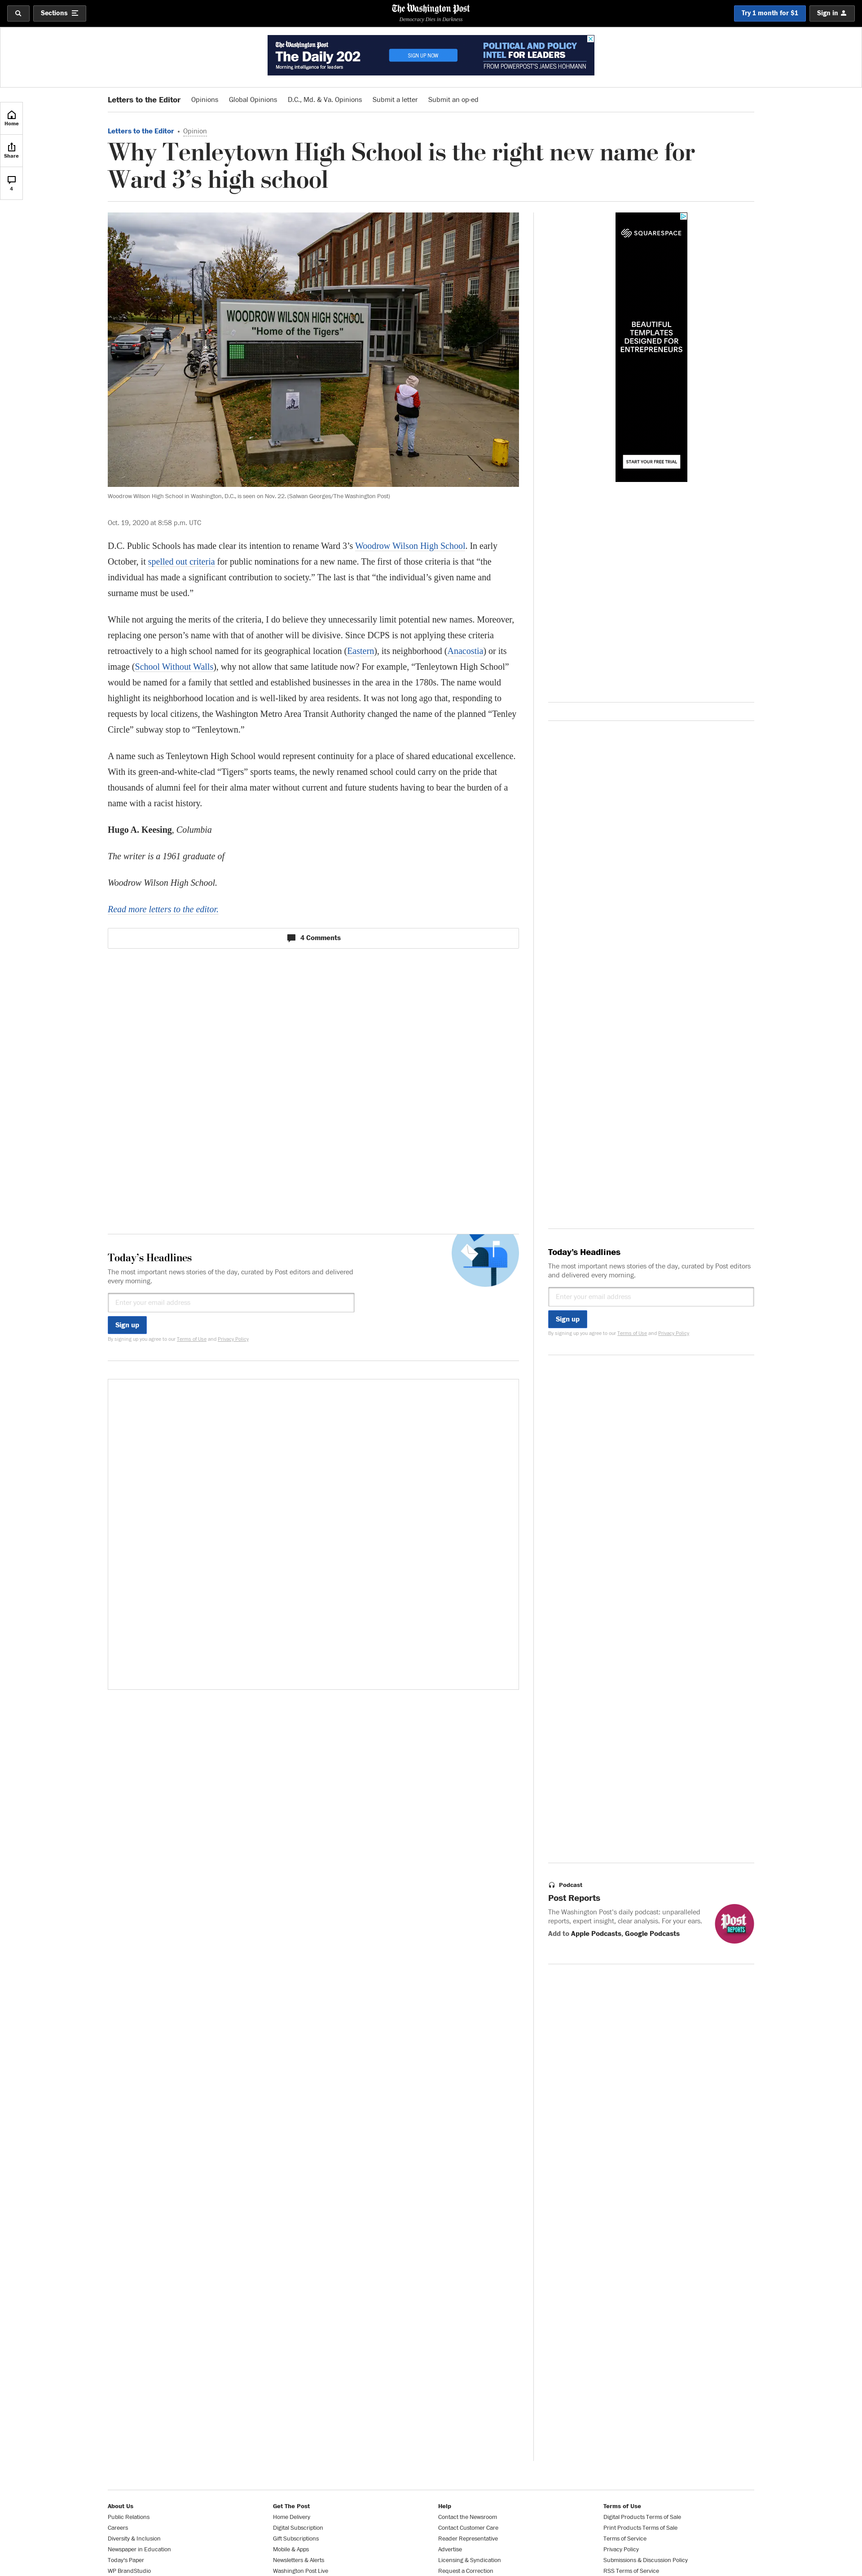 Sections
The Washington Post
Democracy Dies in Darkness
Try 1 month for $1
Sign in
The Washington Post
The Daily 202
Morning intelligence for leaders
SIGN UP NOW
POLITICAL AND POLICY
INTEL FOR LEADERS
FROM POWERPOST'S JAMES HOHMANN
Home
Share
4
Letters to the Editor
Opinions
Global Opinions
D.C., Md. & Va. Opinions
Submit a letter
Submit an op-ed
Letters to the Editor • Opinion
Why Tenleytown High School is the right new name for
Ward 3’s high school
WOODROW WILSON HIGH SCHOOL
"Home of the Tigers"
Woodrow Wilson High School in Washington, D.C., is seen on Nov. 22. (Salwan Georges/The Washington Post)
Oct. 19, 2020 at 8:58 p.m. UTC
D.C. Public Schools has made clear its intention to rename Ward 3’s Woodrow Wilson High School. In early
October, it spelled out criteria for public nominations for a new name. The first of those criteria is that “the
individual has made a significant contribution to society.” The last is that “the individual’s given name and
surname must be used.”
While not arguing the merits of the criteria, I do believe they unnecessarily limit potential new names. Moreover,
replacing one person’s name with that of another will be divisive. Since DCPS is not applying these criteria
retroactively to a high school named for its geographical location (Eastern), its neighborhood (Anacostia) or its
image (School Without Walls), why not allow that same latitude now? For example, “Tenleytown High School”
would be named for a family that settled and established businesses in the area in the 1780s. The name would
highlight its neighborhood location and is well-liked by area residents. It was not long ago that, responding to
requests by local citizens, the Washington Metro Area Transit Authority changed the name of the planned “Tenley
Circle” subway stop to “Tenleytown.”
A name such as Tenleytown High School would represent continuity for a place of shared educational excellence.
With its green-and-white-clad “Tigers” sports teams, the newly renamed school could carry on the pride that
thousands of alumni feel for their alma mater without current and future students having to bear the burden of a
name with a racist history.
Hugo A. Keesing, Columbia
The writer is a 1961 graduate of
Woodrow Wilson High School.
Read more letters to the editor.
4 Comments
SQUARESPACE
BEAUTIFUL
TEMPLATES
DESIGNED FOR
ENTREPRENEURS
START YOUR FREE TRIAL
Today’s Headlines
The most important news stories of the day, curated by Post editors and delivered
every morning.
Enter your email address
Sign up
By signing up you agree to our Terms of Use and Privacy Policy
Today’s Headlines
The most important news stories of the day, curated by Post editors
and delivered every morning.
Enter your email address
Sign up
By signing up you agree to our Terms of Use and Privacy Policy
Podcast
Post Reports
The Washington Post's daily podcast: unparalleled
reports, expert insight, clear analysis. For your ears.
Add to Apple Podcasts, Google Podcasts
Post
REPORTS
About Us
Public Relations
Careers
Diversity & Inclusion
Newspaper in Education
Today's Paper
WP BrandStudio
Get The Post
Home Delivery
Digital Subscription
Gift Subscriptions
Mobile & Apps
Newsletters & Alerts
Washington Post Live
Help
Contact the Newsroom
Contact Customer Care
Reader Representative
Advertise
Licensing & Syndication
Request a Correction
Terms of Use
Digital Products Terms of Sale
Print Products Terms of Sale
Terms of Service
Privacy Policy
Submissions & Discussion Policy
RSS Terms of Service